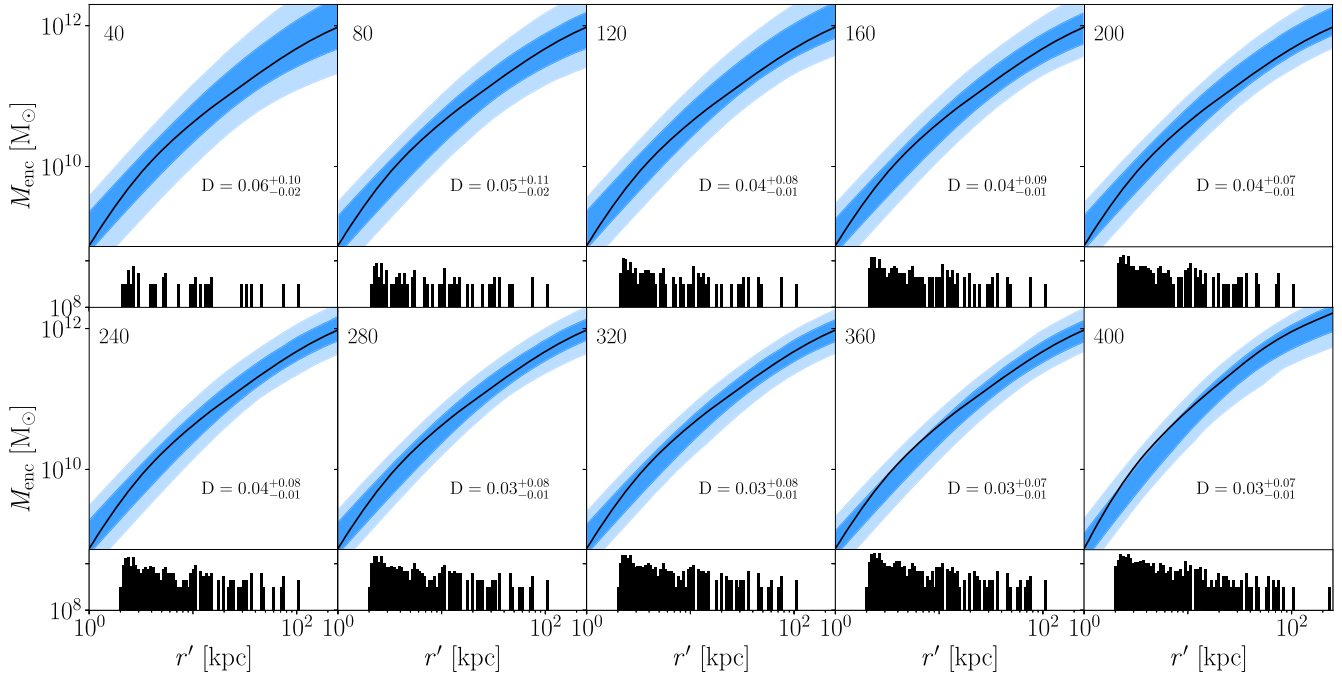 10^{12}
10^{10}
10^{8}
M_{enc} [M_⊙]
40
D = 0.06^{+0.10}_{-0.02}
80
D = 0.05^{+0.11}_{-0.02}
120
D = 0.04^{+0.08}_{-0.01}
160
D = 0.04^{+0.09}_{-0.01}
200
D = 0.04^{+0.07}_{-0.01}
10^{12}
10^{10}
10^{8}
M_{enc} [M_⊙]
240
D = 0.04^{+0.08}_{-0.01}
280
D = 0.03^{+0.08}_{-0.01}
320
D = 0.03^{+0.08}_{-0.01}
360
D = 0.03^{+0.07}_{-0.01}
400
D = 0.03^{+0.07}_{-0.01}
10^{0} 10^{2} 10^{0} 10^{2} 10^{0} 10^{2} 10^{0} 10^{2} 10^{0} 10^{2}
r′ [kpc] r′ [kpc] r′ [kpc] r′ [kpc] r′ [kpc]